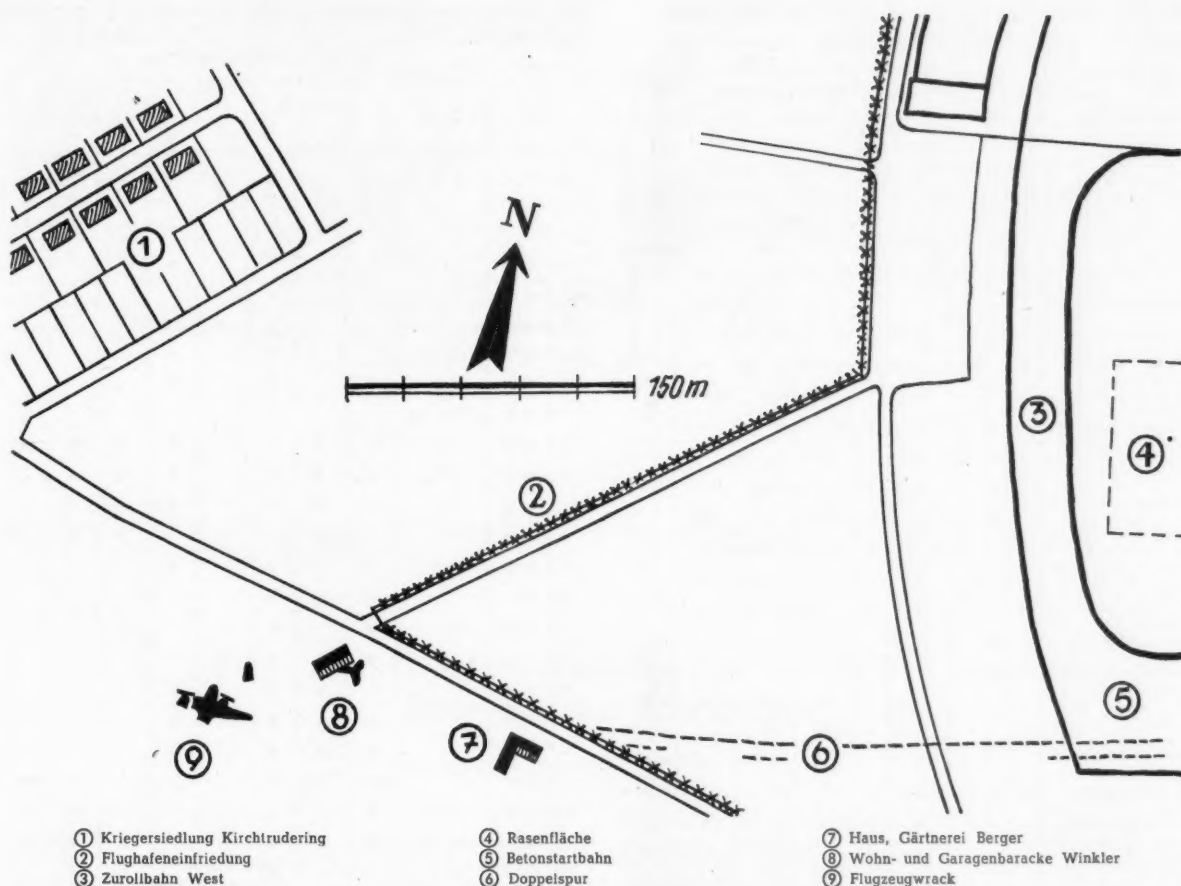 N
150 m
①
②
③
④
⑤
⑥
⑦
⑧
⑨
① Kriegersiedlung Kirchtrudering
② Flughafeneinfriedung
③ Zurollbahn West
④ Rasenfläche
⑤ Betonstartbahn
⑥ Doppelspur
⑦ Haus, Gärtnerei Berger
⑧ Wohn- und Garagenbaracke Winkler
⑨ Flugzeugwrack